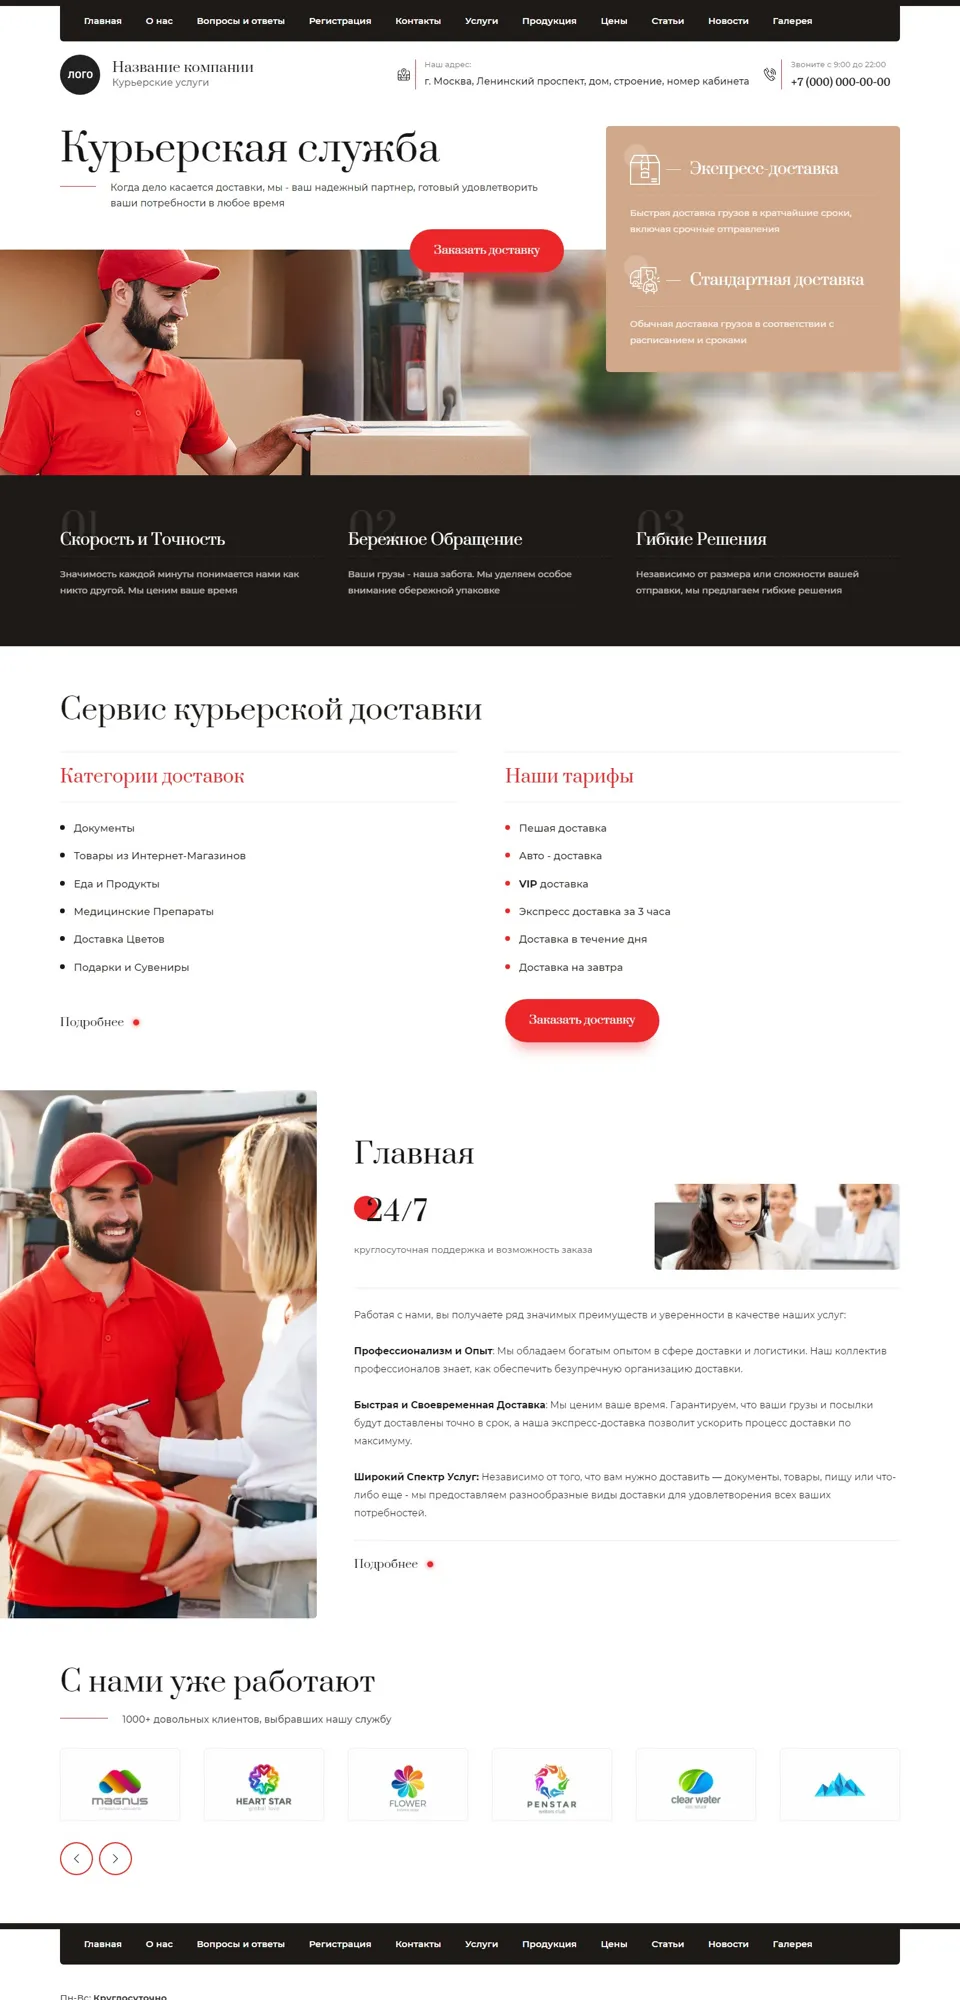 Главная О нас Вопросы и ответы Регистрация Контакты Услуги Продукция Цены Статьи Новости Галерея
ЛОГО
Название компании
Курьерские услуги
Наш адрес:
г. Москва, Ленинский проспект, дом, строение, номер кабинета
Звоните с 9:00 до 22:00
+7 (000) 000-00-00
Курьерская служба
Когда дело касается доставки, мы - ваш надежный партнер, готовый удовлетворить
ваши потребности в любое время
Заказать доставку
Экспресс-доставка
Быстрая доставка грузов в кратчайшие сроки,
включая срочные отправления
Стандартная доставка
Обычная доставка грузов в соответствии с
расписанием и сроками
01
Скорость и Точность
Значимость каждой минуты понимается нами как
никто другой. Мы ценим ваше время
02
Бережное Обращение
Ваши грузы - наша забота. Мы уделяем особое
внимание обережной упаковке
03
Гибкие Решения
Независимо от размера или сложности вашей
отправки, мы предлагаем гибкие решения
Сервис курьерской доставки
Категории доставок
Документы
Товары из Интернет-Магазинов
Еда и Продукты
Медицинские Препараты
Доставка Цветов
Подарки и Сувениры
Подробнее
Наши тарифы
Пешая доставка
Авто - доставка
VIP доставка
Экспресс доставка за 3 часа
Доставка в течение дня
Доставка на завтра
Заказать доставку
Главная
24/7
круглосуточная поддержка и возможность заказа
Работая с нами, вы получаете ряд значимых преимуществ и уверенности в качестве наших услуг:
Профессионализм и Опыт: Мы обладаем богатым опытом в сфере доставки и логистики. Наш коллектив
профессионалов знает, как обеспечить безупречную организацию доставки.
Быстрая и Своевременная Доставка: Мы ценим ваше время. Гарантируем, что ваши грузы и посылки
будут доставлены точно в срок, а наша экспресс-доставка позволит ускорить процесс доставки по
максимуму.
Широкий Спектр Услуг: Независимо от того, что вам нужно доставить — документы, товары, пищу или что-
либо еще - мы предоставляем разнообразные виды доставки для удовлетворения всех ваших
потребностей.
Подробнее
С нами уже работают
1000+ довольных клиентов, выбравших нашу службу
magnus
HEART STAR
global love
FLOWER
PENSTAR
writers club
clear water
Главная О нас Вопросы и ответы Регистрация Контакты Услуги Продукция Цены Статьи Новости Галерея
Пн-Вс: Круглосуточно